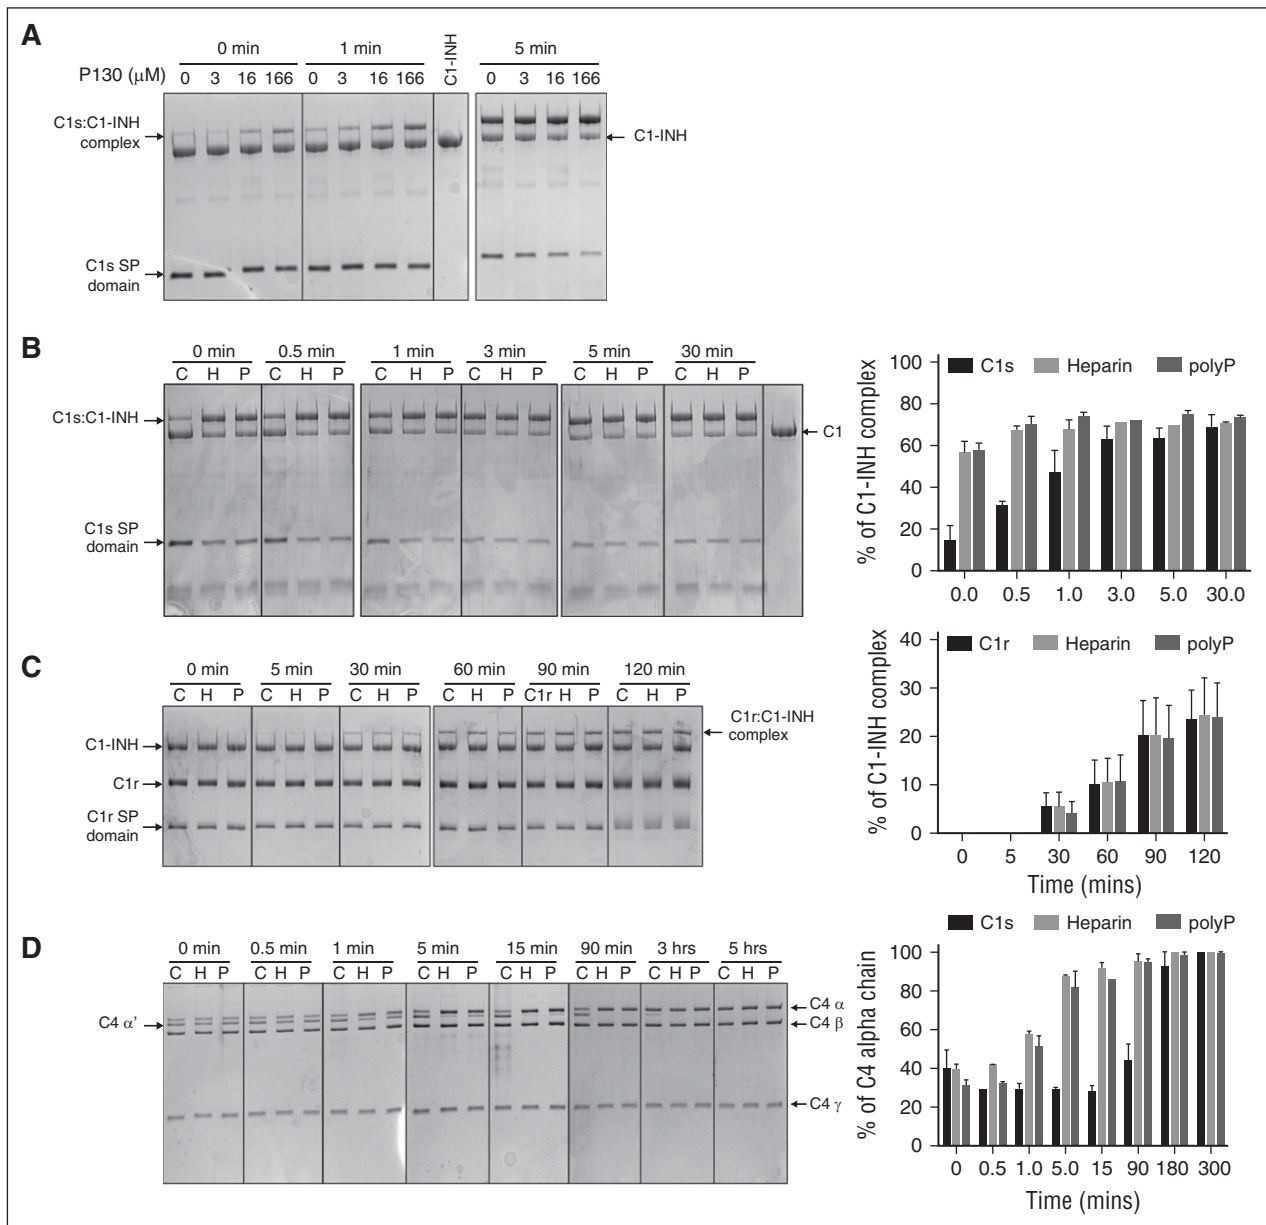 A
0 min 1 min C1-INH 5 min
P130 (μM) 0 3 16 166 0 3 16 166 0 3 16 166
C1s:C1-INH
complex
C1-INH
C1s SP
domain
B
0 min 0.5 min 1 min 3 min 5 min 30 min
C H P C H P C H P C H P C H P C H P
C1s:C1-INH
C1
C1s SP
domain
% of C1-INH complex
C1s Heparin polyP
100
80
60
40
20
0
0.0 0.5 1.0 3.0 5.0 30.0
C
0 min 5 min 30 min 60 min 90 min 120 min
C H P C H P C H P C H P C1r H P C H P
C1r:C1-INH
complex
C1-INH
C1r
C1r SP
domain
% of C1-INH complex
C1r Heparin polyP
40
30
20
10
0
0 5 30 60 90 120
Time (mins)
D
0 min 0.5 min 1 min 5 min 15 min 90 min 3 hrs 5 hrs
C H P C H P C H P C H P C H P C H P C H P C H P
C4 α
C4 α’
C4 β
C4 γ
% of C4 alpha chain
C1s Heparin polyP
100
80
60
40
20
0
0 0.5 1.0 5.0 15 90 180 300
Time (mins)